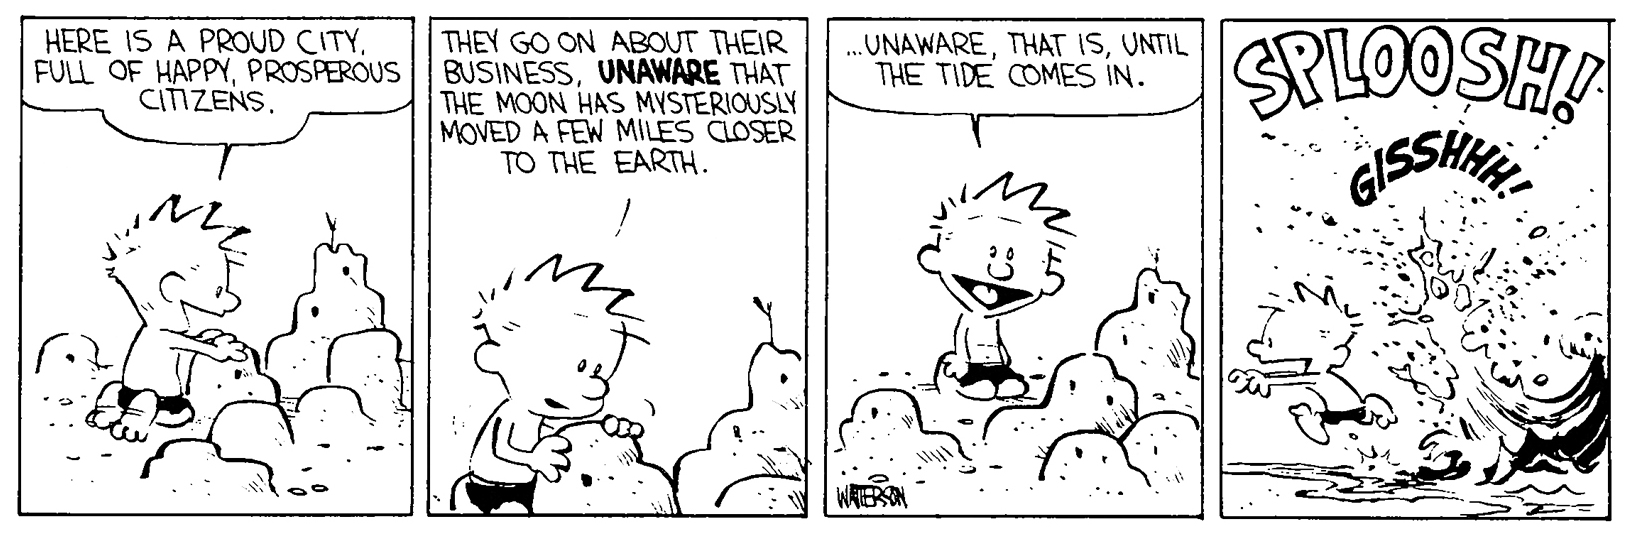 HERE IS A PROUD CITY,
FULL OF HAPPY, PROSPEROUS
CITIZENS.
THEY GO ON ABOUT THEIR
BUSINESS, UNAWARE THAT
THE MOON HAS MYSTERIOUSLY
MOVED A FEW MILES CLOSER
TO THE EARTH.
...UNAWARE, THAT IS, UNTIL
THE TIDE COMES IN.
WATTERSON
SPLOOSH!
GISSHHH!